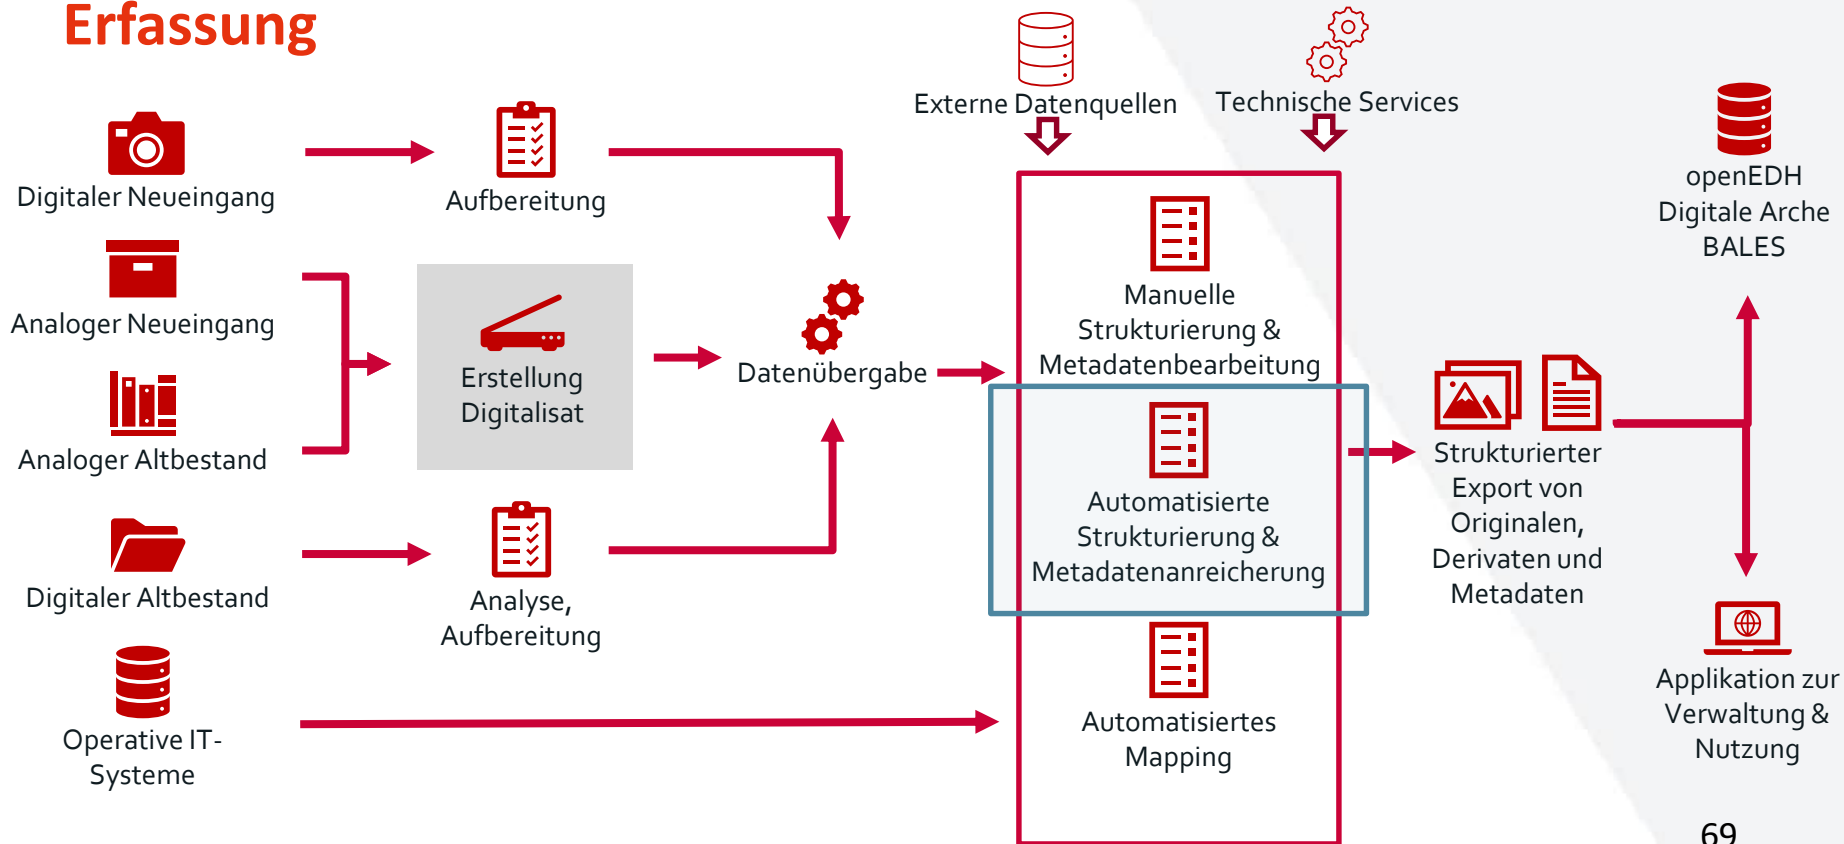 Erfassung
Externe Datenquellen
Technische Services
Digitaler Neueingang
Aufbereitung
openEDH
Digitale Arche
BALES
Analoger Neueingang
Erstellung
Digitalisat
Datenübergabe
Manuelle
Strukturierung &
Metadatenbearbeitung
Analoger Altbestand
Automatisierte
Strukturierung &
Metadatenanreicherung
Strukturierter
Export von
Originalen,
Derivaten und
Metadaten
Digitaler Altbestand
Analyse,
Aufbereitung
Operative IT-
Systeme
Automatisiertes
Mapping
Applikation zur
Verwaltung &
Nutzung
69